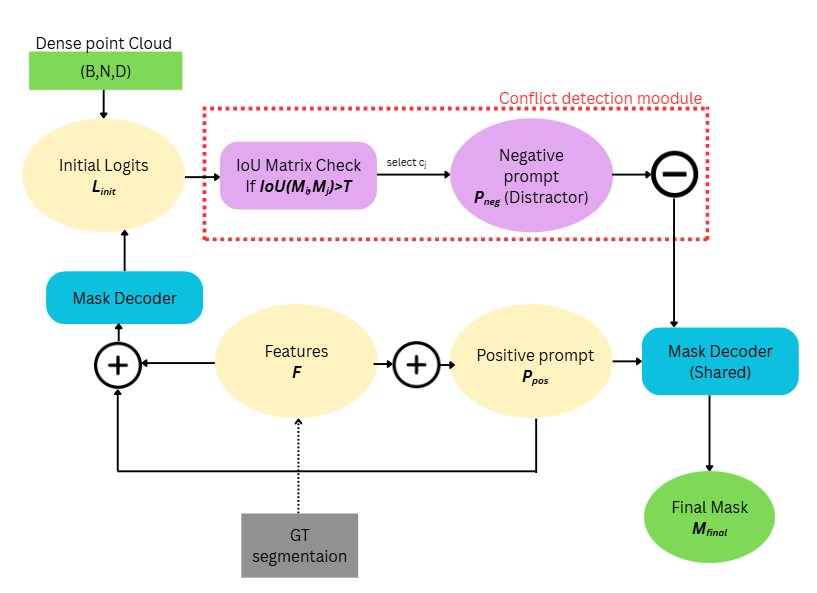 Dense point Cloud
(B,N,D)
Conflict detection moodule
Initial Logits
L_init
IoU Matrix Check
If IoU(M_i,M_j)>T
select c_j
Negative
prompt
P_neg (Distractor)
−
Mask Decoder
+
Features
F
+
Positive prompt
P_pos
Mask Decoder
(Shared)
GT
segmentaion
Final Mask
M_final